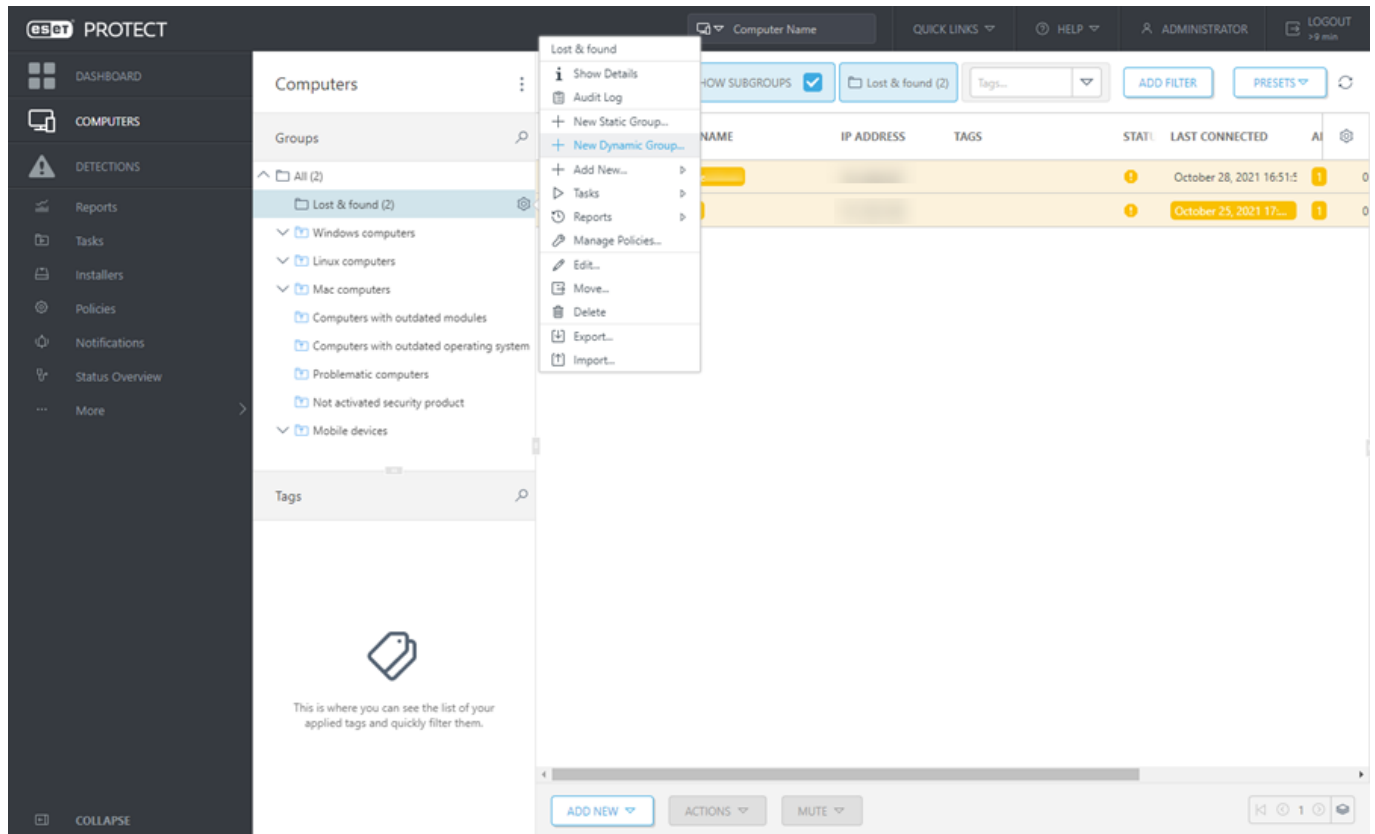 eset PROTECT
Computer Name
QUICK LINKS
HELP
ADMINISTRATOR
LOGOUT
>9 min
DASHBOARD
COMPUTERS
DETECTIONS
Reports
Tasks
Installers
Policies
Notifications
Status Overview
More
COLLAPSE
Computers
Groups
All (2)
Lost & found (2)
Windows computers
Linux computers
Mac computers
Computers with outdated modules
Computers with outdated operating system
Problematic computers
Not activated security product
Mobile devices
Tags
This is where you can see the list of your
applied tags and quickly filter them.
Lost & found
Show Details
Audit Log
New Static Group...
New Dynamic Group...
Add New...
Tasks
Reports
Manage Policies...
Edit...
Move...
Delete
Export...
Import...
HOW SUBGROUPS
Lost & found (2)
Tags...
ADD FILTER
PRESETS
NAME IP ADDRESS TAGS STATU LAST CONNECTED Al
October 28, 2021 16:51:5 1 0
October 25, 2021 17:... 1 0
ADD NEW
ACTIONS
MUTE
1